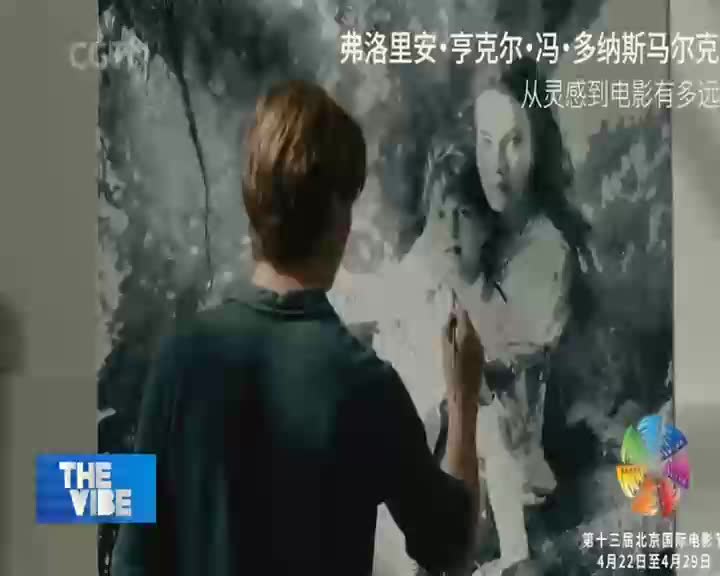 CGTN
弗洛里安·亨克尔·冯·多纳斯马尔克
从灵感到电影有多远
THE
VIBE
第十三届北京国际电影节
4月22日至4月29日